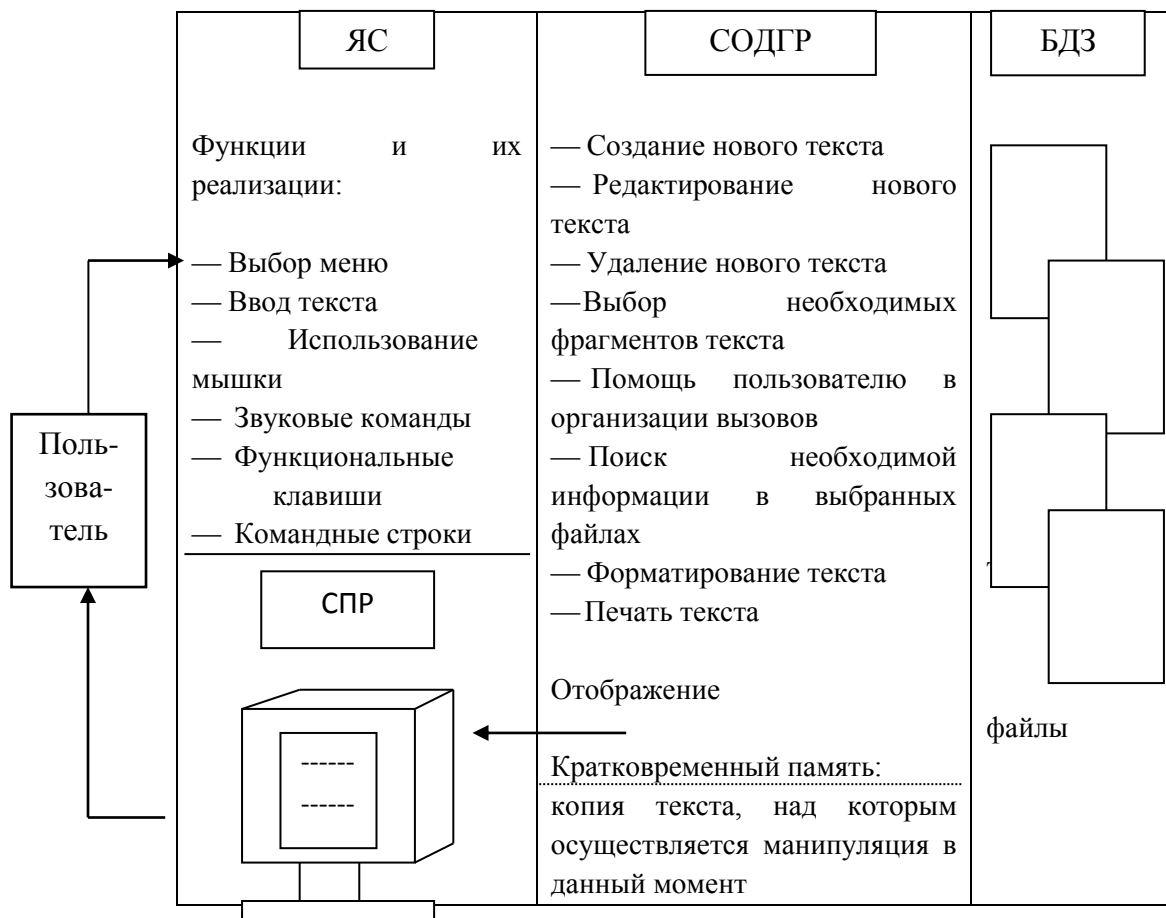 ЯС
СОДГР
БДЗ
Функции и их
реализации:
— Выбор меню
— Ввод текста
— Использование
мышки
— Звуковые команды
— Функциональные
клавиши
— Командные строки
СПР
— Создание нового текста
— Редактирование нового
текста
— Удаление нового текста
—Выбор необходимых
фрагментов текста
— Помощь пользователю в
организации вызовов
— Поиск необходимой
информации в выбранных
файлах
— Форматирование текста
—Печать текста
Отображение
Кратковременный память:
копия текста, над которым
осуществляется манипуляция в
данный момент
файлы
Поль-
зова-
тель